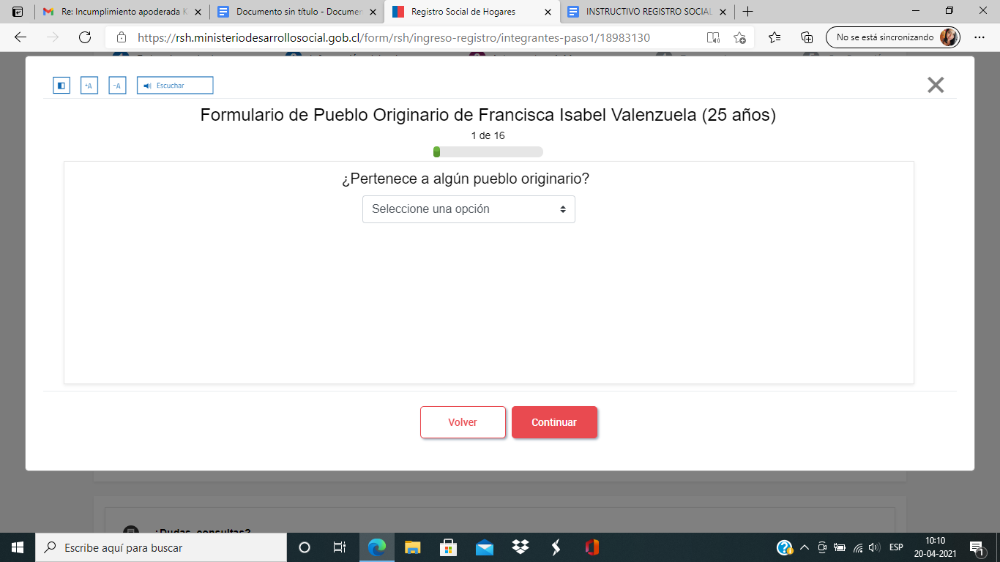 Re: Incumplimiento apoderada K
Documento sin título - Documen
Registro Social de Hogares
INSTRUCTIVO REGISTRO SOCIAL
https://rsh.ministeriodesarrollosocial.gob.cl/form/rsh/ingreso-registro/integrantes-paso1/18983130
No se está sincronizando
+A
-A
Escuchar
Formulario de Pueblo Originario de Francisca Isabel Valenzuela (25 años)
1 de 16
¿Pertenece a algún pueblo originario?
Seleccione una opción
Volver
Continuar
¿Dudas, consultas?
Escribe aquí para buscar
ESP
10:10
20-04-2021
1